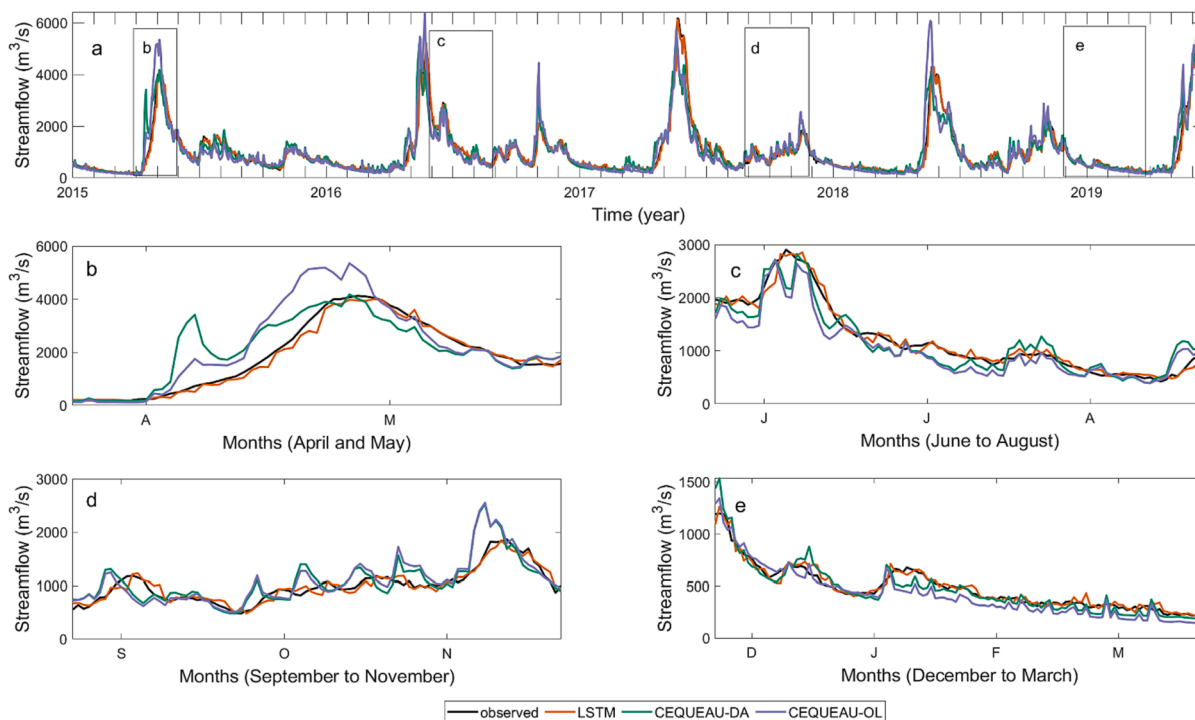 a
b
c
d
e
Streamflow (m³/s)
6000
4000
2000
0
2015
2016
2017
2018
2019
Time (year)
b
Streamflow (m³/s)
6000
4000
2000
0
A
M
Months (April and May)
c
Streamflow (m³/s)
3000
2000
1000
0
J
J
A
Months (June to August)
d
Streamflow (m³/s)
3000
2000
1000
0
S
O
N
Months (September to November)
e
Streamflow (m³/s)
1500
1000
500
0
D
J
F
M
Months (December to March)
observed LSTM CEQUEAU-DA CEQUEAU-OL